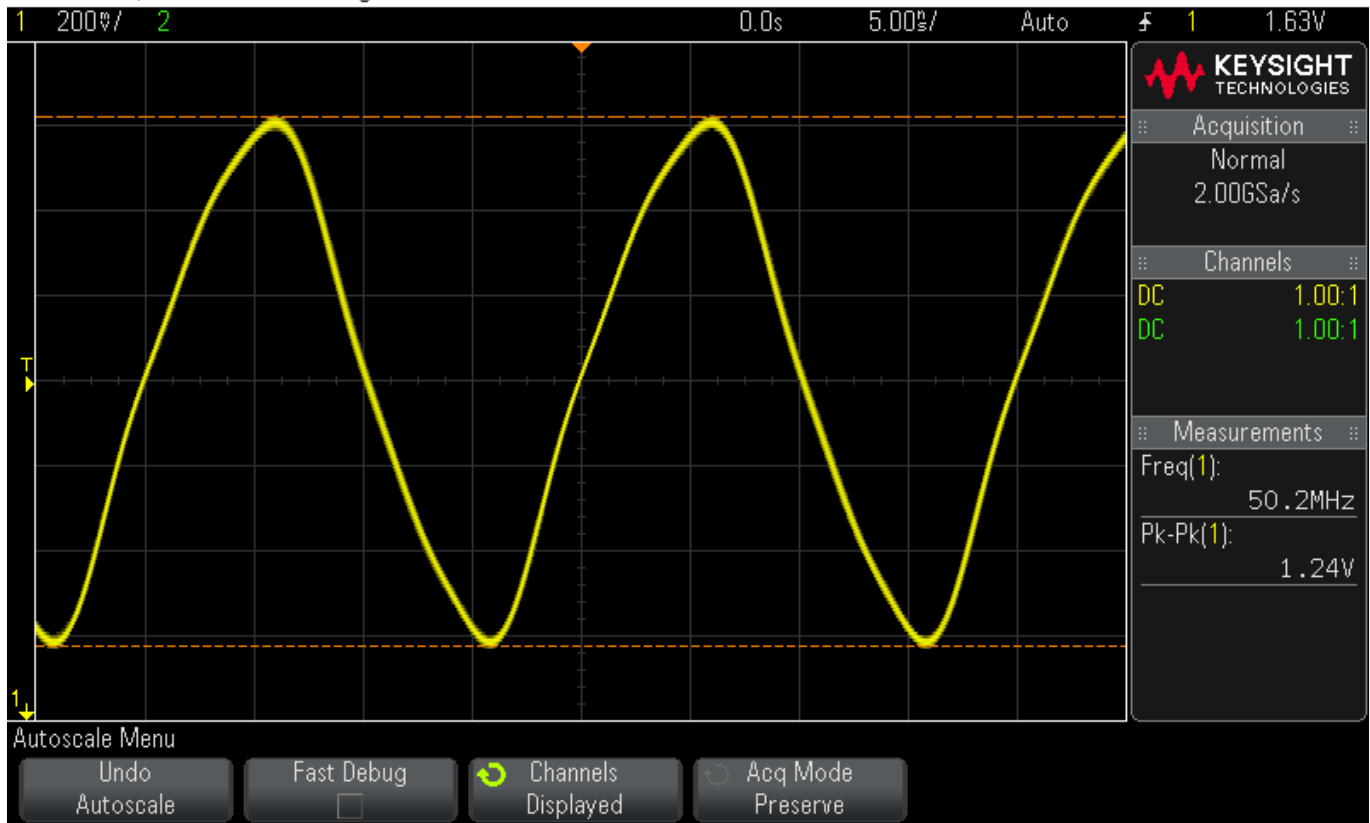 1 200mV/ 2 0.0s 5.00ns/ Auto 1 1.63V
KEYSIGHT
TECHNOLOGIES
Acquisition
Normal
2.00GSa/s
Channels
DC 1.00:1
DC 1.00:1
T
Measurements
Freq(1):
50.2MHz
Pk-Pk(1):
1.24V
1
Autoscale Menu
Undo
Autoscale
Fast Debug
Channels
Displayed
Acq Mode
Preserve